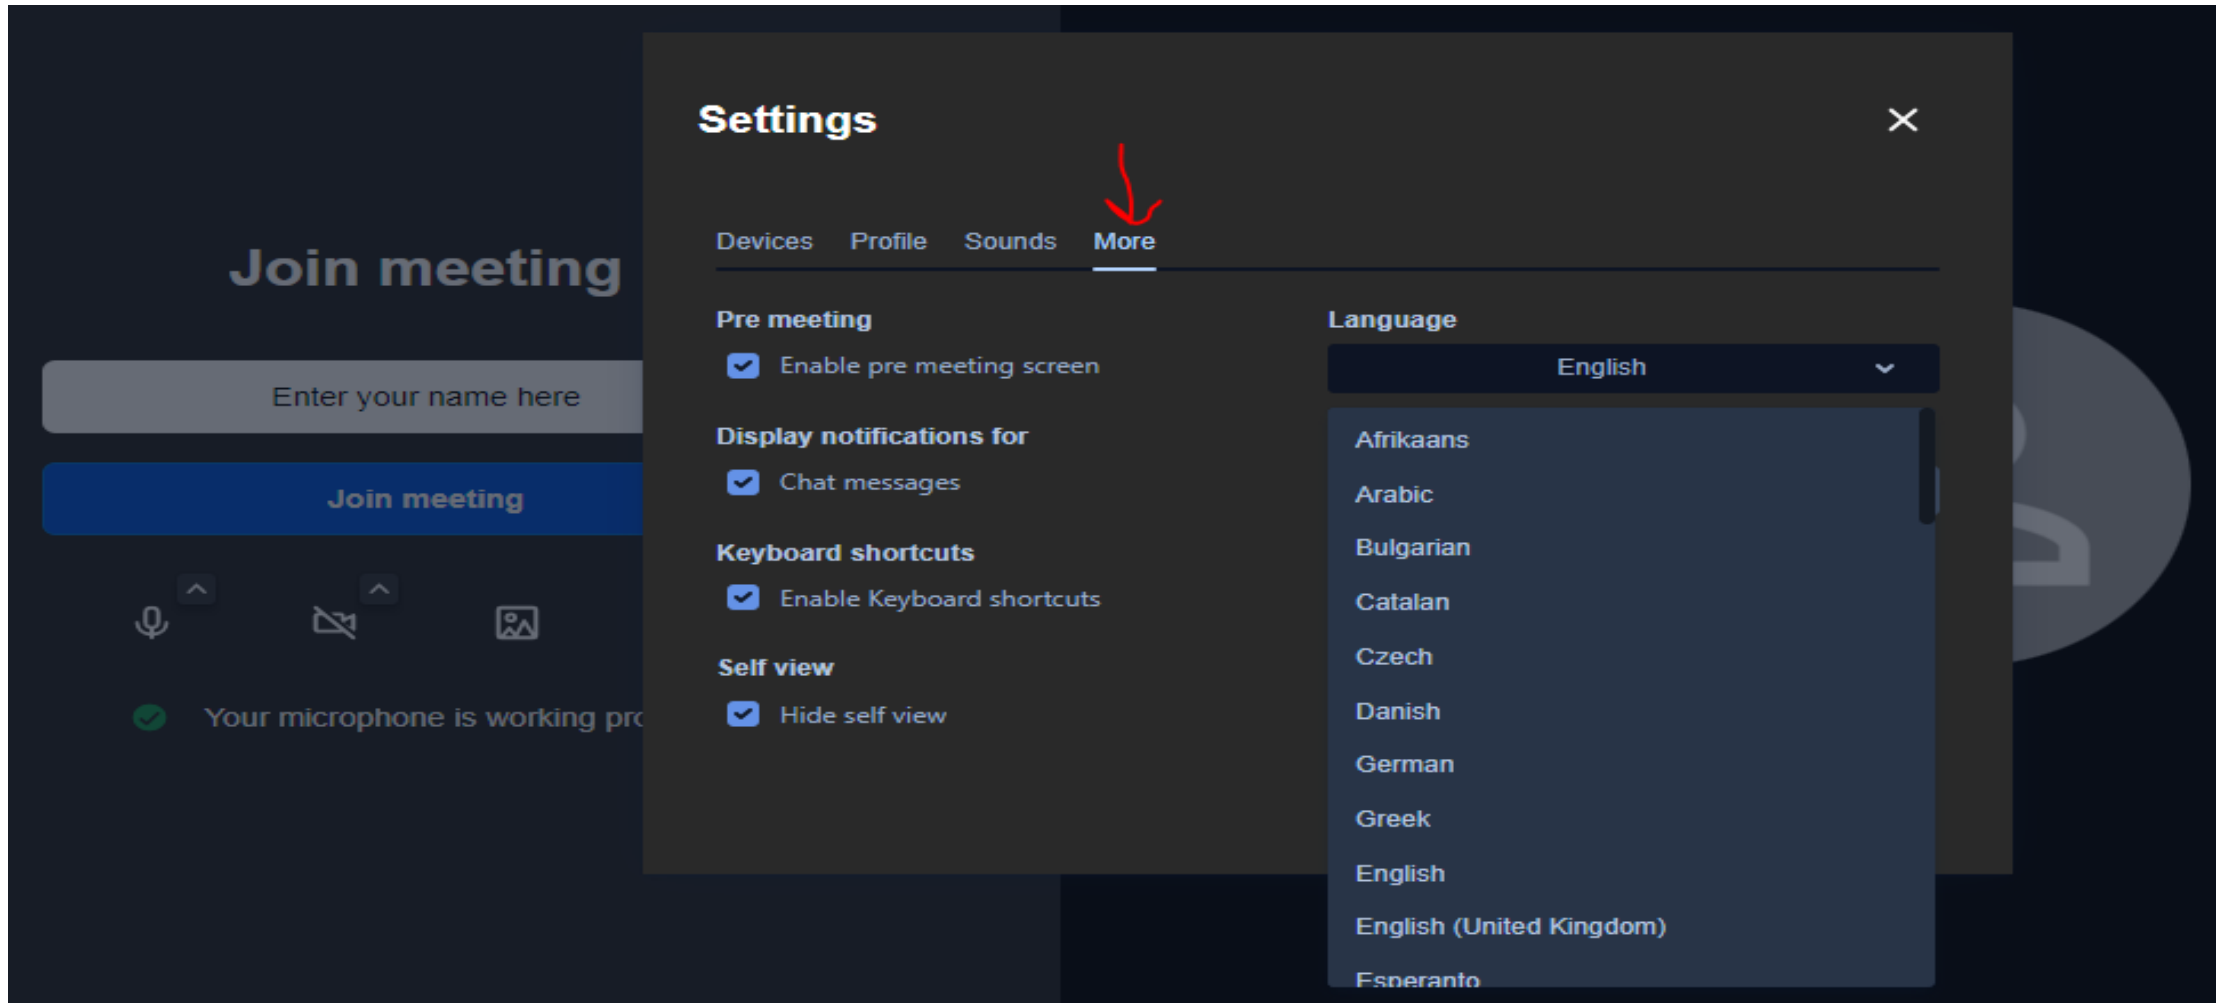 Join meeting
Enter your name here
Join meeting
Your microphone is working
Settings
Devices Profile Sounds More
Pre meeting
Enable pre meeting screen
Display notifications for
Chat messages
Keyboard shortcuts
Enable Keyboard shortcuts
Self view
Hide self view
Language
English
Afrikaans
Arabic
Bulgarian
Catalan
Czech
Danish
German
Greek
English
English (United Kingdom)
Esperanto